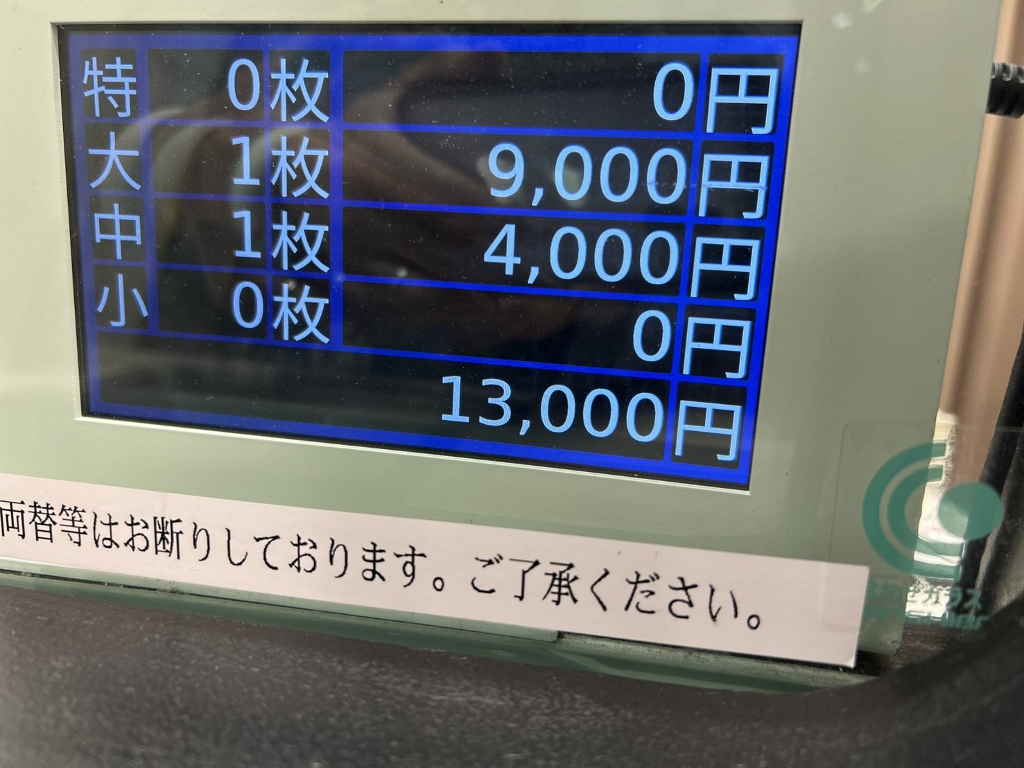 特 0枚 0円
大 1枚 9,000円
中 1枚 4,000円
小 0枚 0円
13,000円
両替等はお断りしております。ご了承ください。